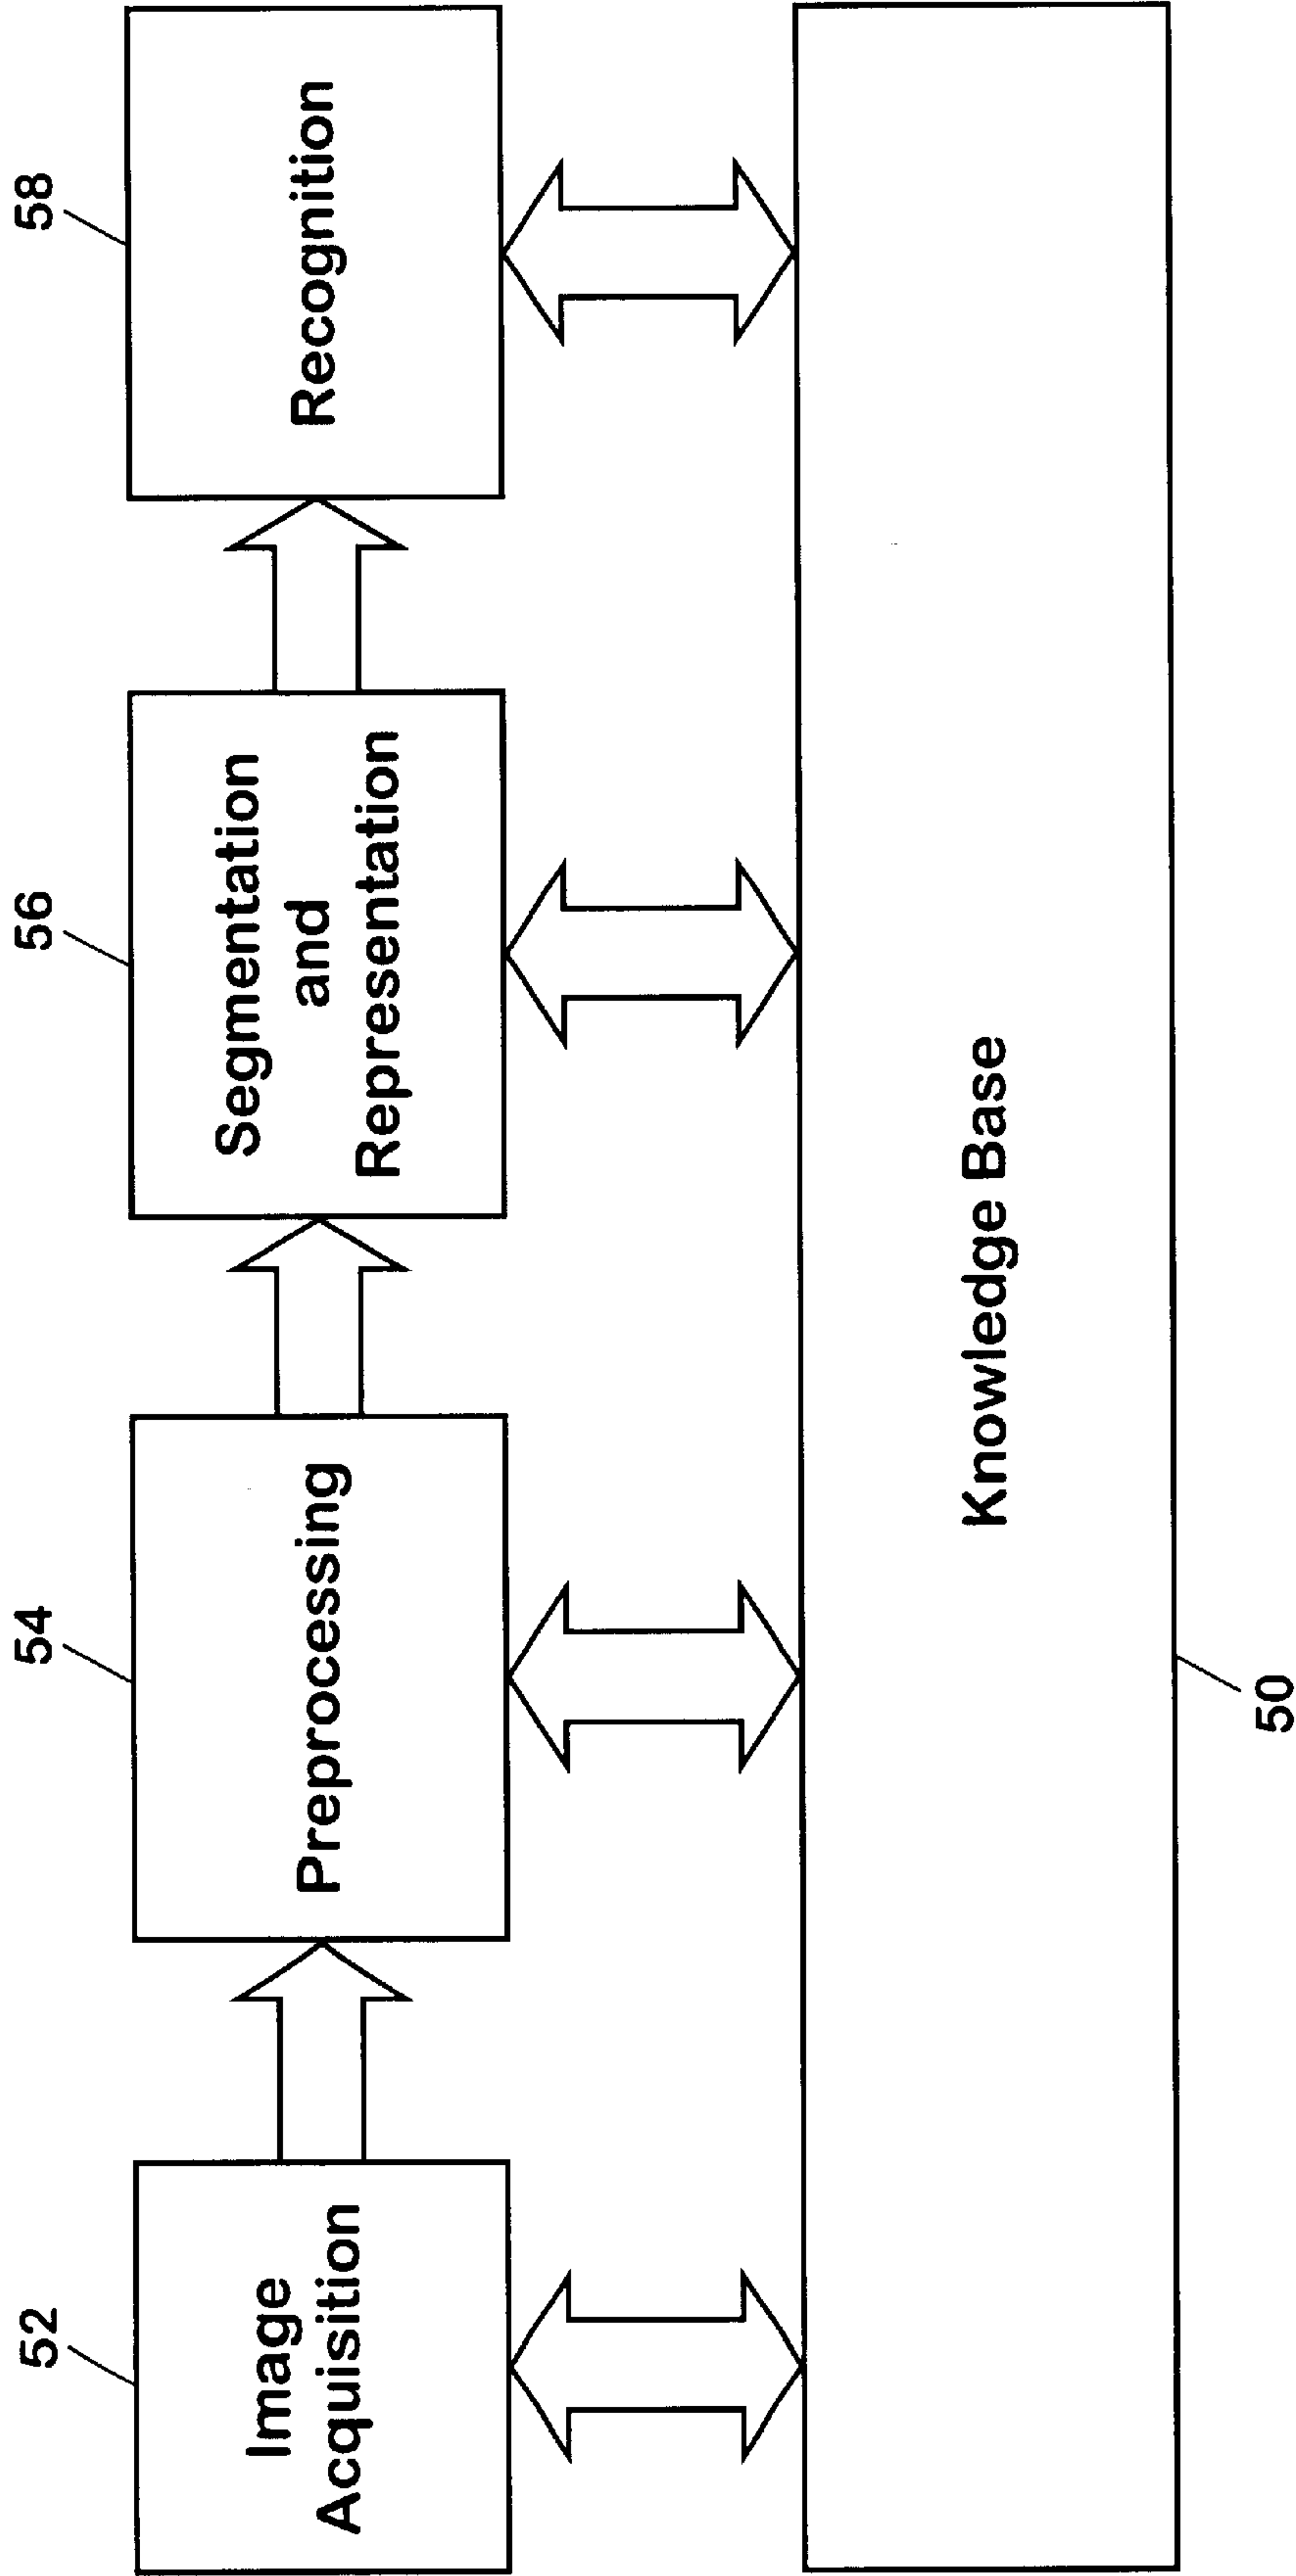 52
54
56
58
Image
Acquisition
Preprocessing
Segmentation
and
Representation
Recognition
Knowledge Base
50